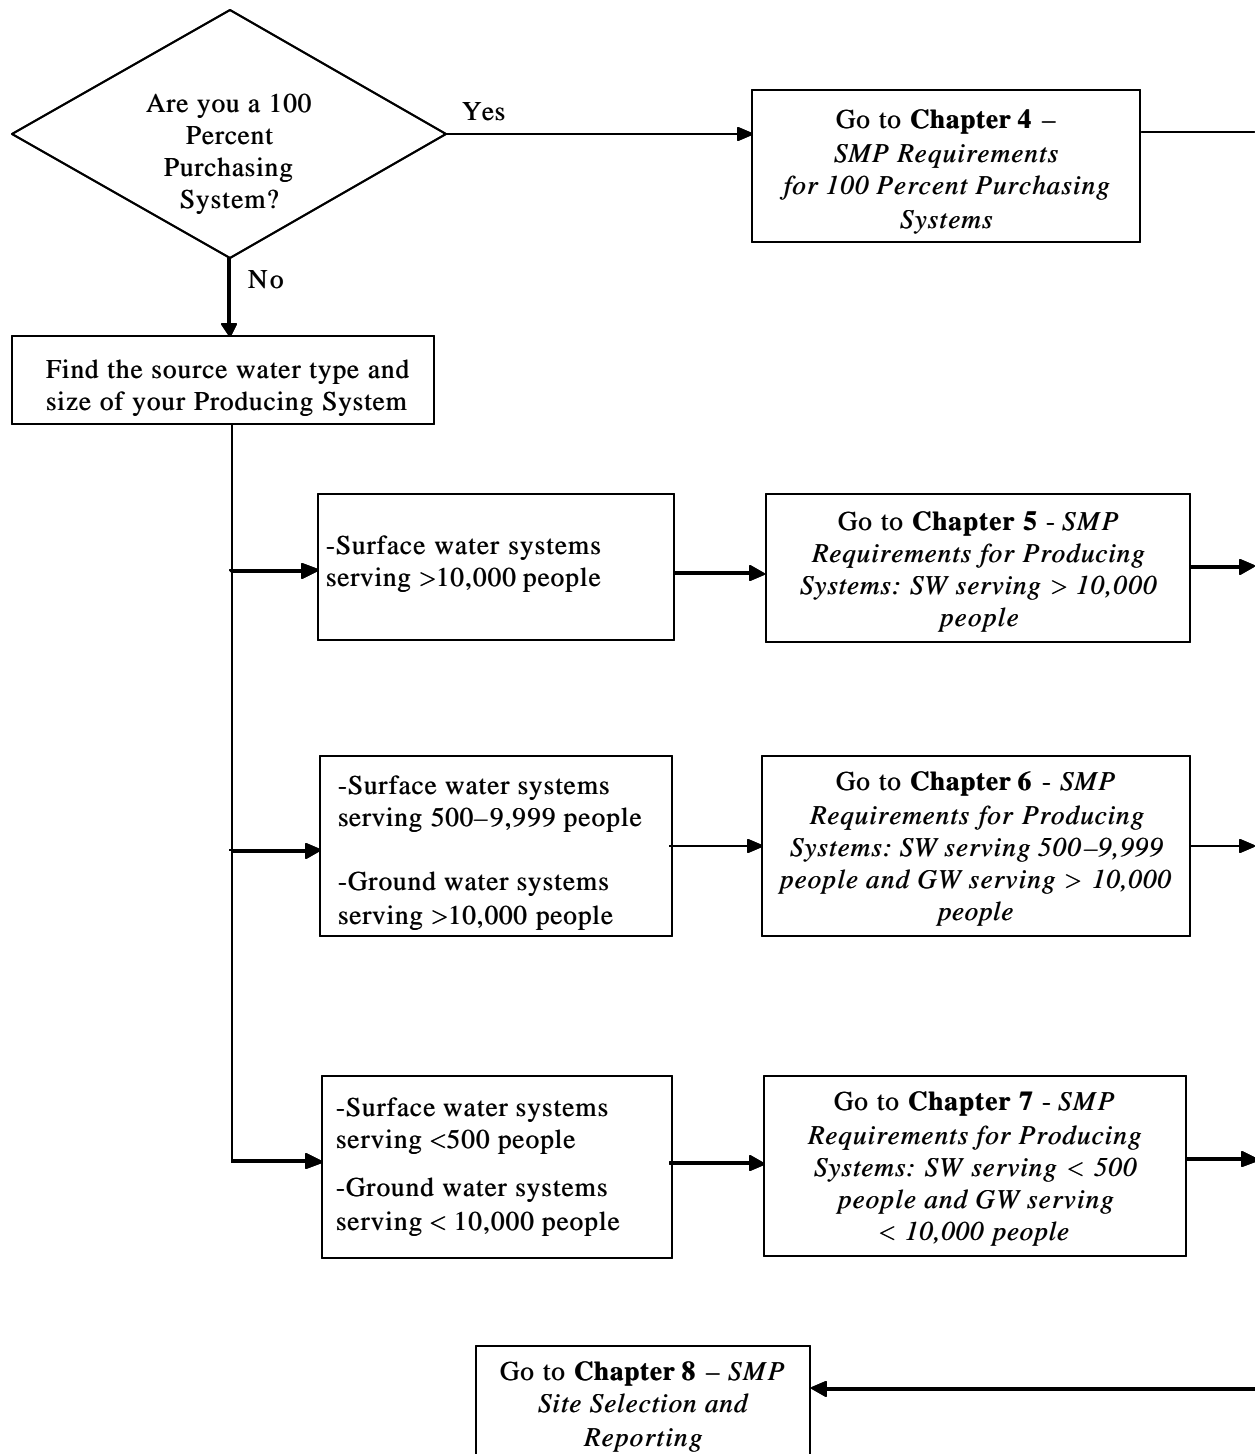 Are you a 100
Percent
Purchasing
System?
Yes
Go to Chapter 4 –
SMP Requirements
for 100 Percent Purchasing
Systems
No
Find the source water type and
size of your Producing System
-Surface water systems
serving >10,000 people
Go to Chapter 5 - SMP
Requirements for Producing
Systems: SW serving > 10,000
people
-Surface water systems
serving 500–9,999 people
-Ground water systems
serving >10,000 people
Go to Chapter 6 - SMP
Requirements for Producing
Systems: SW serving 500–9,999
people and GW serving > 10,000
people
-Surface water systems
serving <500 people
-Ground water systems
serving < 10,000 people
Go to Chapter 7 - SMP
Requirements for Producing
Systems: SW serving < 500
people and GW serving
< 10,000 people
Go to Chapter 8 – SMP
Site Selection and
Reporting